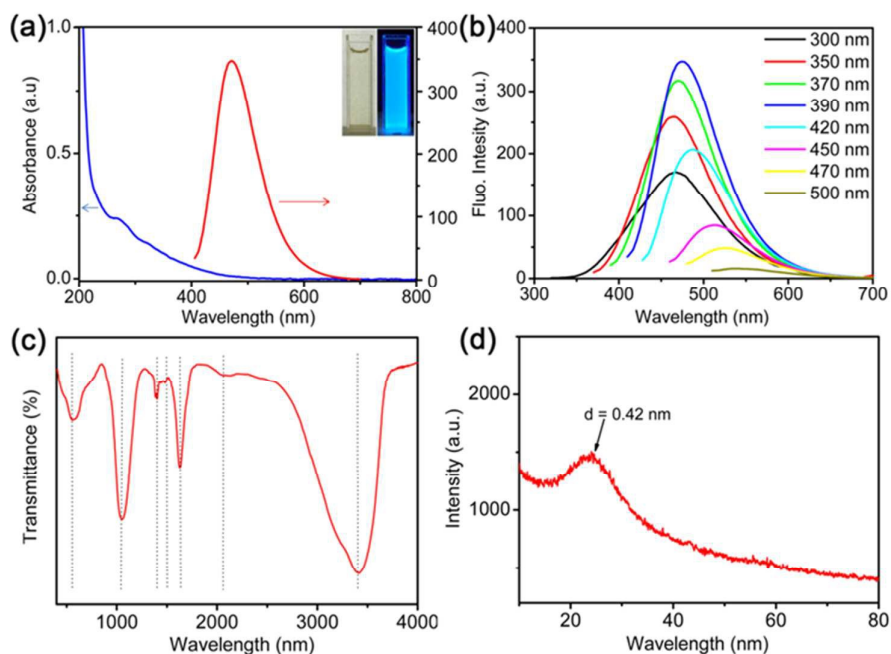 (a)
Absorbance (a.u)
1.0
0.5
0.0
400
300
200
100
0
200 400 600 800
Wavelength (nm)
(b)
Fluo. Intesity (a.u.)
400
300
200
100
0
300 nm
350 nm
370 nm
390 nm
420 nm
450 nm
470 nm
500 nm
300 400 500 600 700
Wavelength (nm)
(c)
Transmittance (%)
1000 2000 3000 4000
Wavelength (nm)
(d)
Intensity (a.u.)
2000
1000
d = 0.42 nm
20 40 60 80
Wavelength (nm)